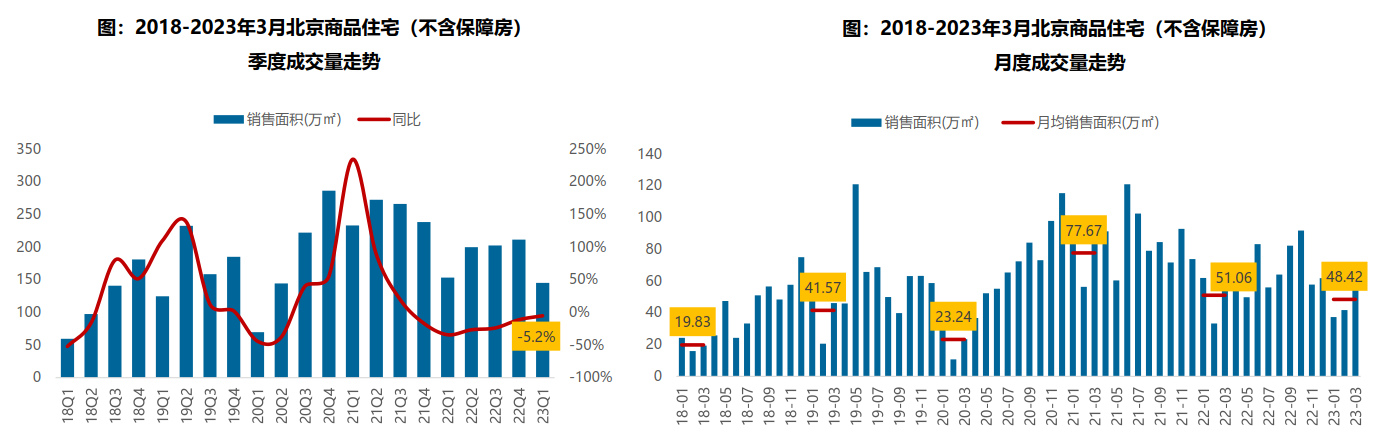 图：2018-2023年3月北京商品住宅（不含保障房）
季度成交量走势
销售面积(万㎡) 同比
350
300
250
200
150
100
50
0
250%
200%
150%
100%
50%
0%
-50%
-100%
-5.2%
18Q1 18Q2 18Q3 18Q4 19Q1 19Q2 19Q3 19Q4 20Q1 20Q2 20Q3 20Q4 21Q1 21Q2 21Q3 21Q4 22Q1 22Q2 22Q3 22Q4 23Q1
图：2018-2023年3月北京商品住宅（不含保障房）
月度成交量走势
销售面积(万㎡) 月均销售面积(万㎡)
140
120
100
80
60
40
20
0
19.83 41.57 23.24 77.67 51.06 48.42
18-01 18-03 18-05 18-07 18-09 18-11 19-01 19-03 19-05 19-07 19-09 19-11 20-01 20-03 20-05 20-07 20-09 20-11 21-01 21-03 21-05 21-07 21-09 21-11 22-01 22-03 22-05 22-07 22-09 22-11 23-01 23-03